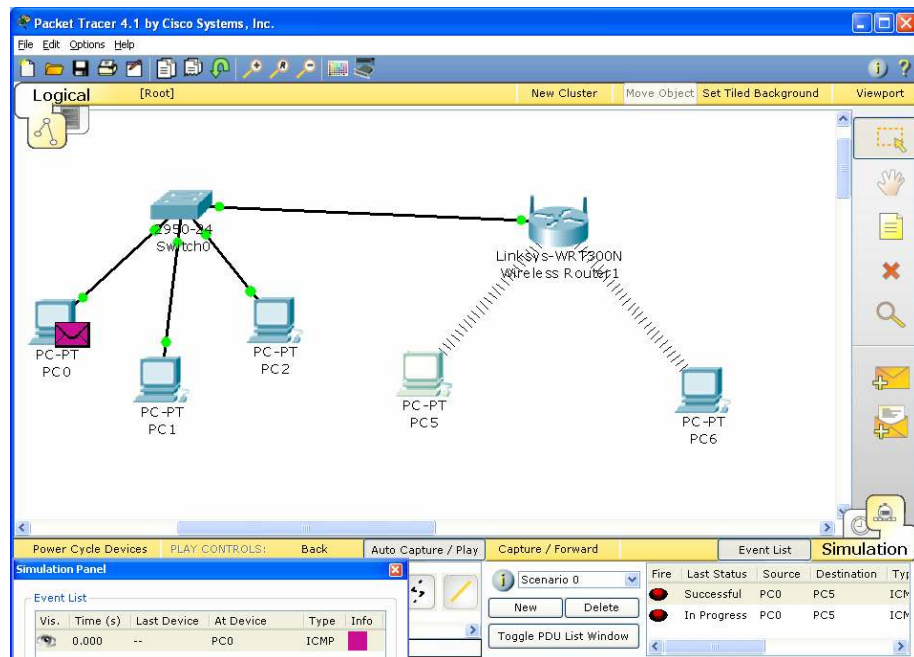 Packet Tracer 4.1 by Cisco Systems, Inc.
File Edit Options Help
Logical [Root] New Cluster Move Object Set Tiled Background Viewport
2950-24
Switch0
Linksys-WRT300N
Wireless Router1
PC-PT
PC0
PC-PT
PC1
PC-PT
PC2
PC-PT
PC5
PC-PT
PC6
Power Cycle Devices PLAY CONTROLS: Back Auto Capture / Play Capture / Forward Event List Simulation
Simulation Panel
Event List
Vis. Time (s) Last Device At Device Type Info
0.000 -- PC0 ICMP
Scenario 0
New Delete
Toggle PDU List Window
Fire Last Status Source Destination Typ
Successful PC0 PC5 ICM
In Progress PC0 PC5 ICM